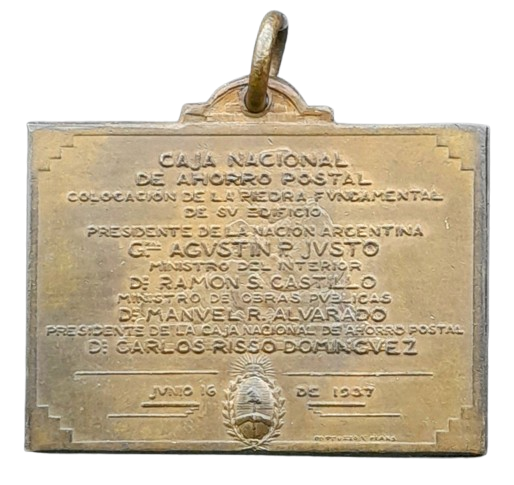 CAJA NACIONAL
DE AHORRO POSTAL
COLOCACION DE LA PIEDRA FVNDAMENTAL
DE SV EDIFICIO
PRESIDENTE DE LA NACION ARGENTINA
GRAL AGVSTIN P. JVSTO
MINISTRO DEL INTERIOR
DR. RAMON S. CASTILLO
MINISTRO DE OBRAS PVBLICAS
DR. MANVEL R. ALVARADO
PRESIDENTE DE LA CAJA NACIONAL DE AHORRO POSTAL
DR. CARLOS RISSO DOMINGVEZ
JVNIO 16 DE 1937